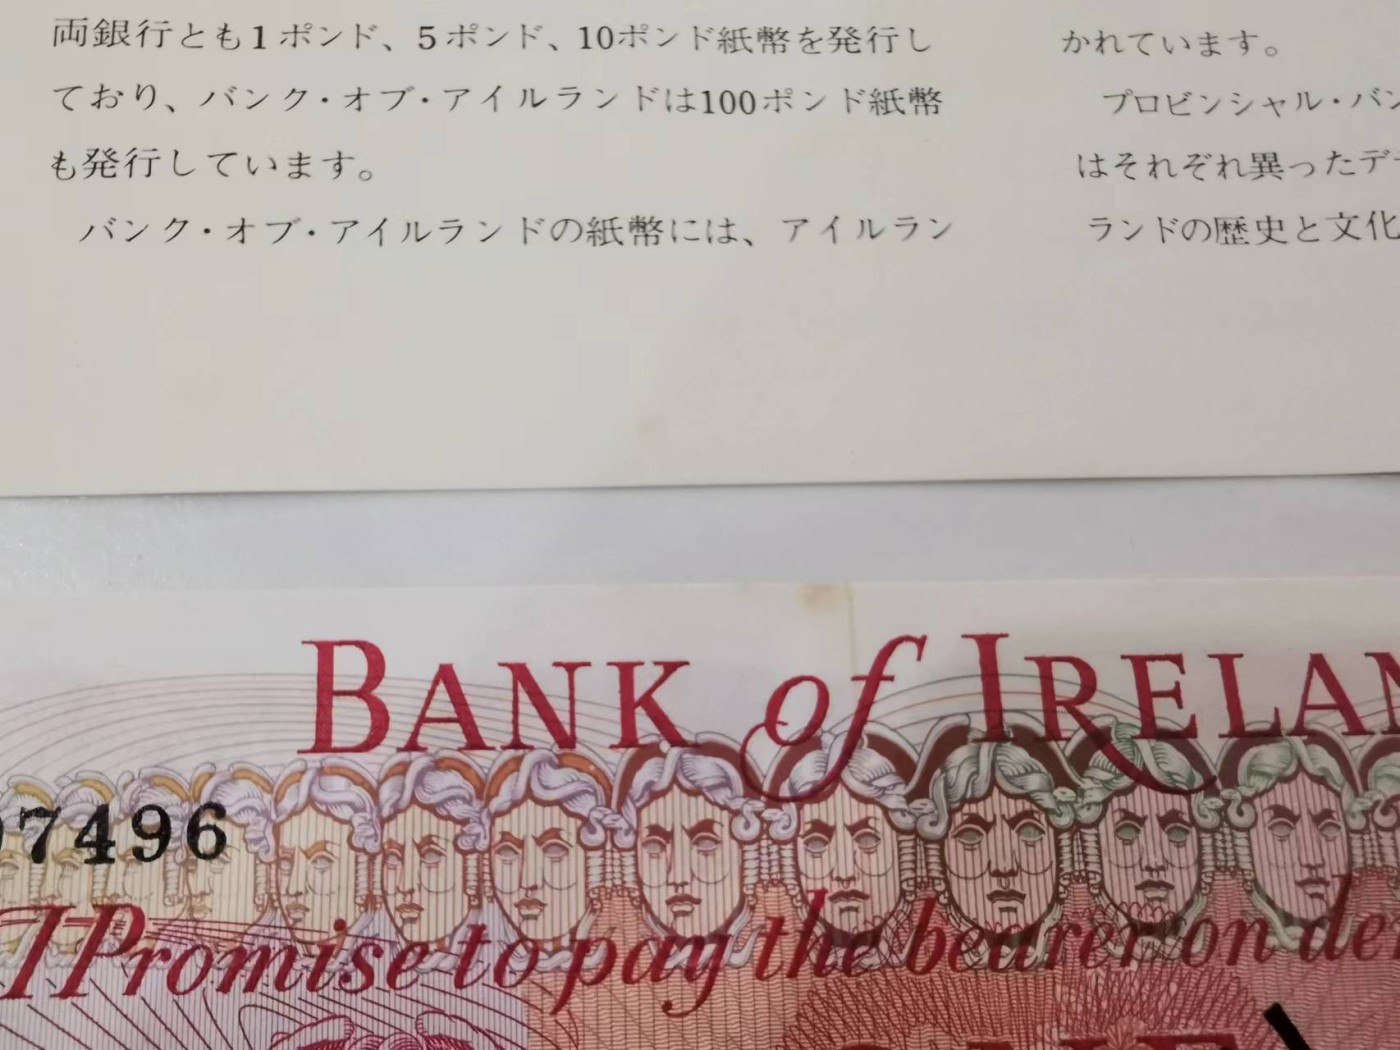 両銀行とも1ポンド、5ポンド、10ポンド紙幣を発行し
ており、バンク・オブ・アイルランドは100ポンド紙幣
も発行しています。
バンク・オブ・アイルランドの紙幣には、アイルラン
かれています。
プロビンシャル・バン
はそれぞれ異ったデ
ランドの歴史と文化
BANK of IRELAN
7496
I Promise to pay the bearer on de